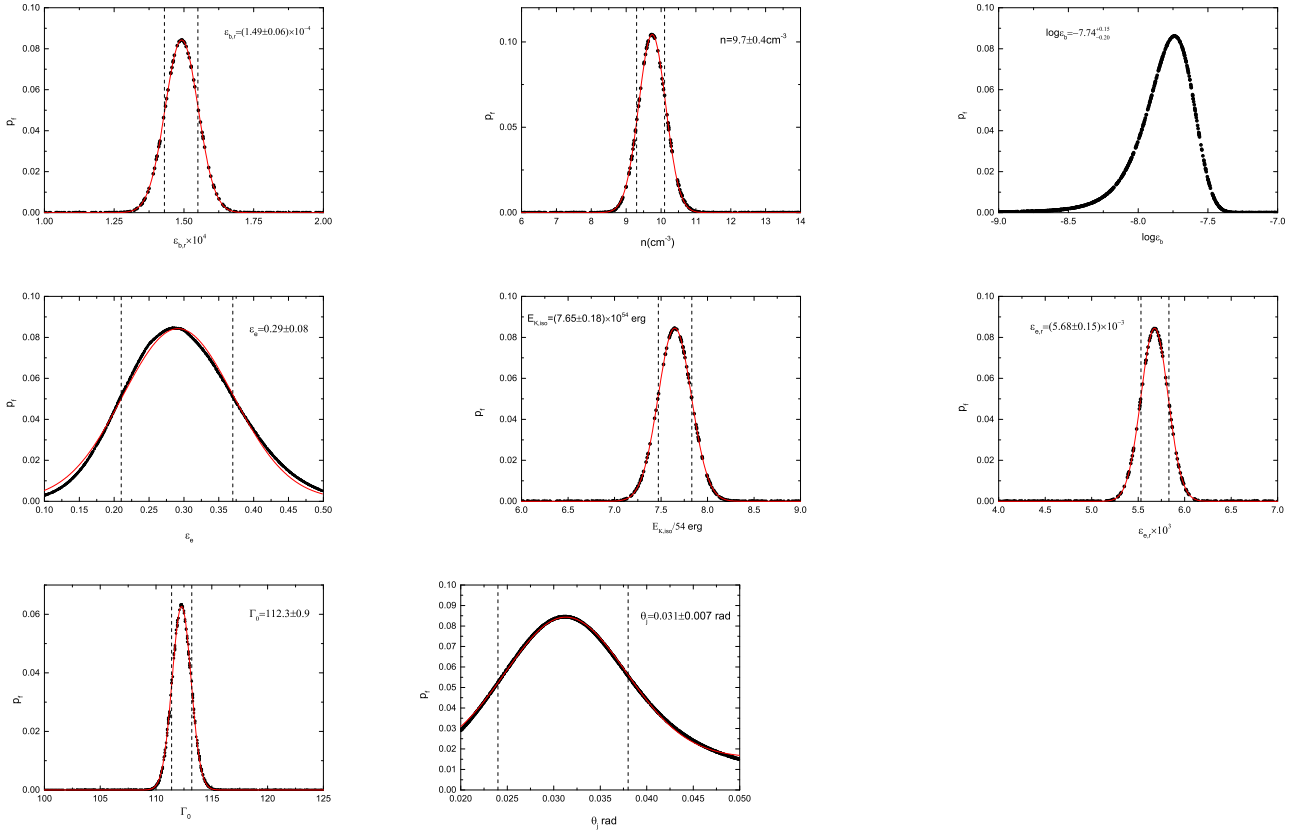 ε_{b,r}=(1.49±0.06)×10^{-4}
0.10
0.08
0.06
0.04
0.02
0.00
p_f
1.00 1.25 1.50 1.75 2.00
ε_{b,r}×10^4
n=9.7±0.4cm^{-3}
0.10
0.05
0.00
p_f
6 7 8 9 10 11 12 13 14
n(cm^{-3})
logε_b=-7.74^{+0.15}_{-0.20}
0.10
0.08
0.06
0.04
0.02
0.00
p_f
-9.0 -8.5 -8.0 -7.5 -7.0
logε_b
ε_e=0.29±0.08
0.10
0.08
0.06
0.04
0.02
0.00
p_f
0.10 0.15 0.20 0.25 0.30 0.35 0.40 0.45 0.50
ε_e
E_{K,iso}=(7.65±0.18)×10^{54} erg
0.10
0.08
0.06
0.04
0.02
0.00
p_f
6.0 6.5 7.0 7.5 8.0 8.5 9.0
E_{K,iso}/54 erg
ε_{e,r}=(5.68±0.15)×10^{-3}
0.10
0.08
0.06
0.04
0.02
0.00
p_f
4.0 4.5 5.0 5.5 6.0 6.5 7.0
ε_{e,r}×10^3
Γ_0=112.3±0.9
0.06
0.04
0.02
0.00
p_f
100 105 110 115 120 125
Γ_0
θ_j=0.031±0.007 rad
0.10
0.09
0.08
0.07
0.06
0.05
0.04
0.03
0.02
0.01
0.00
p_f
0.020 0.025 0.030 0.035 0.040 0.045 0.050
θ_j rad